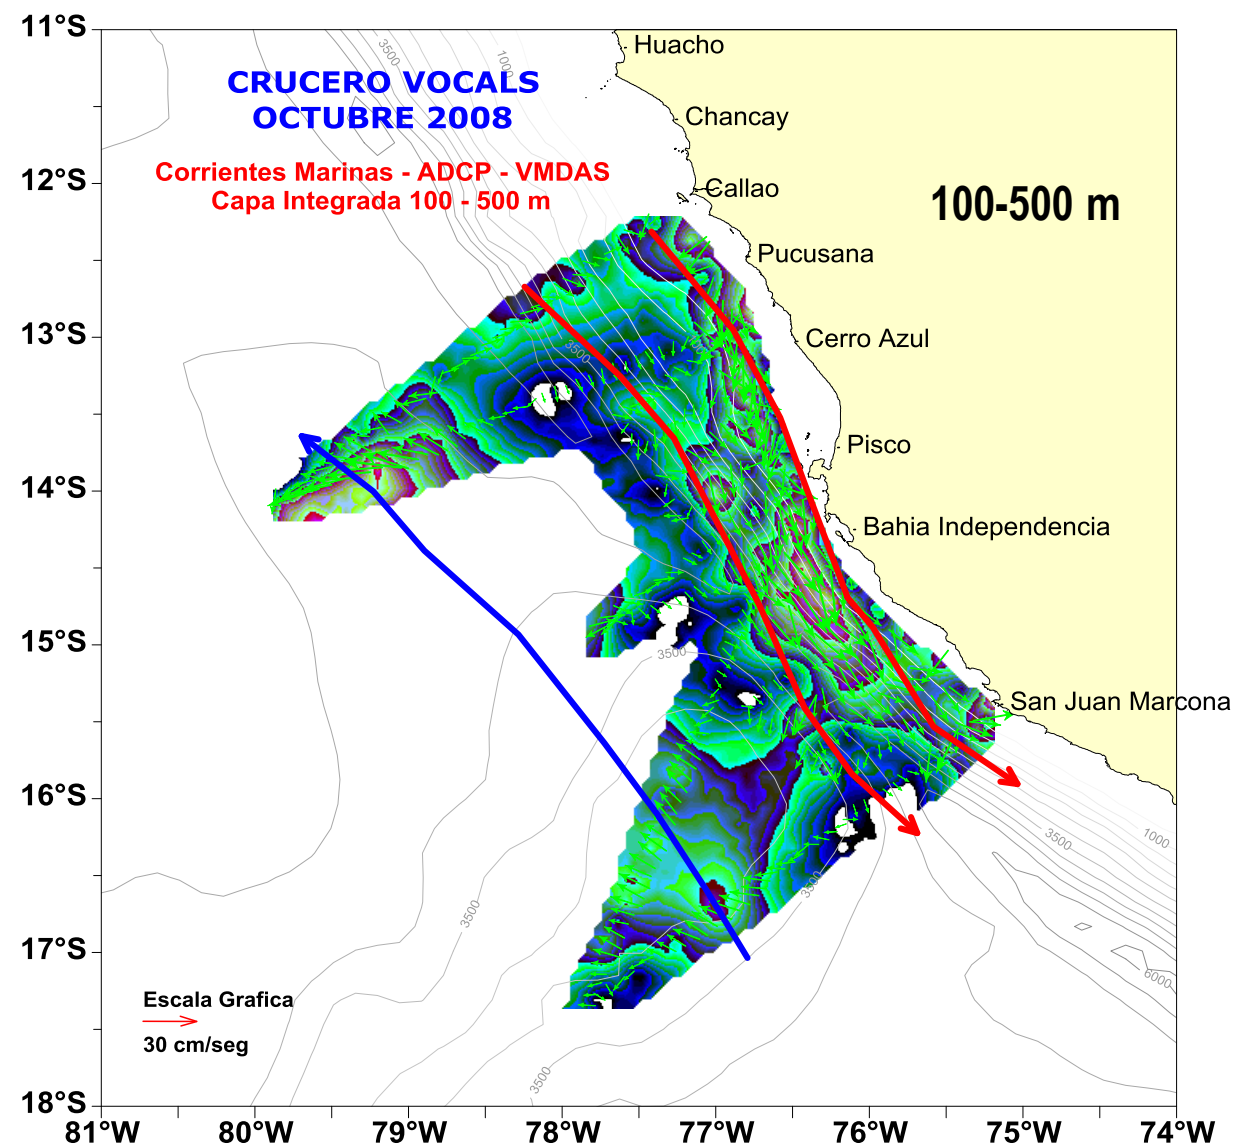 11°S
12°S
13°S
14°S
15°S
16°S
17°S
18°S
81°W
80°W
79°W
78°W
77°W
76°W
75°W
74°W
CRUCERO VOCALS
OCTUBRE 2008
Corrientes Marinas - ADCP - VMDAS
Capa Integrada 100 - 500 m
100-500 m
Huacho
Chancay
Callao
Pucusana
Cerro Azul
Pisco
Bahia Independencia
San Juan Marcona
3500
1000
3500
3500
3500
3500
3500
3500
1000
6000
Escala Grafica
30 cm/seg